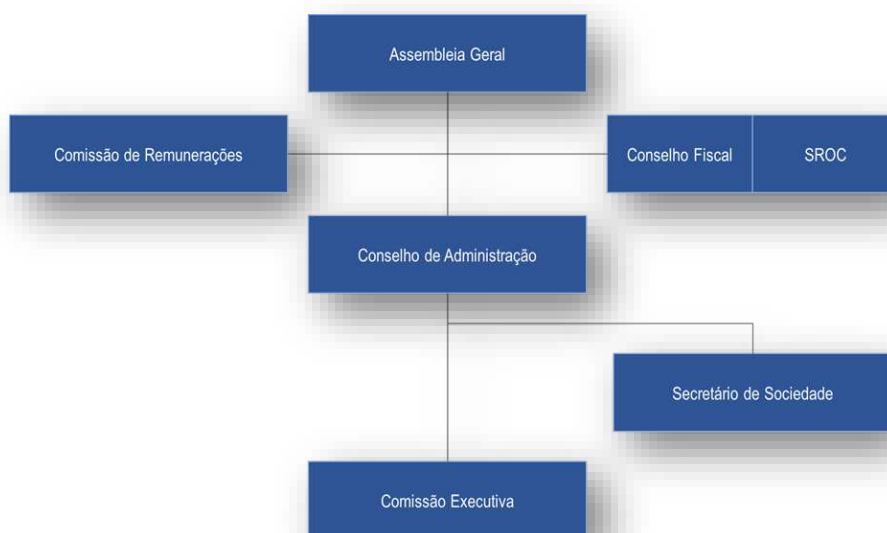 Assembleia Geral
Comissão de Remunerações
Conselho Fiscal
SROC
Conselho de Administração
Secretário de Sociedade
Comissão Executiva